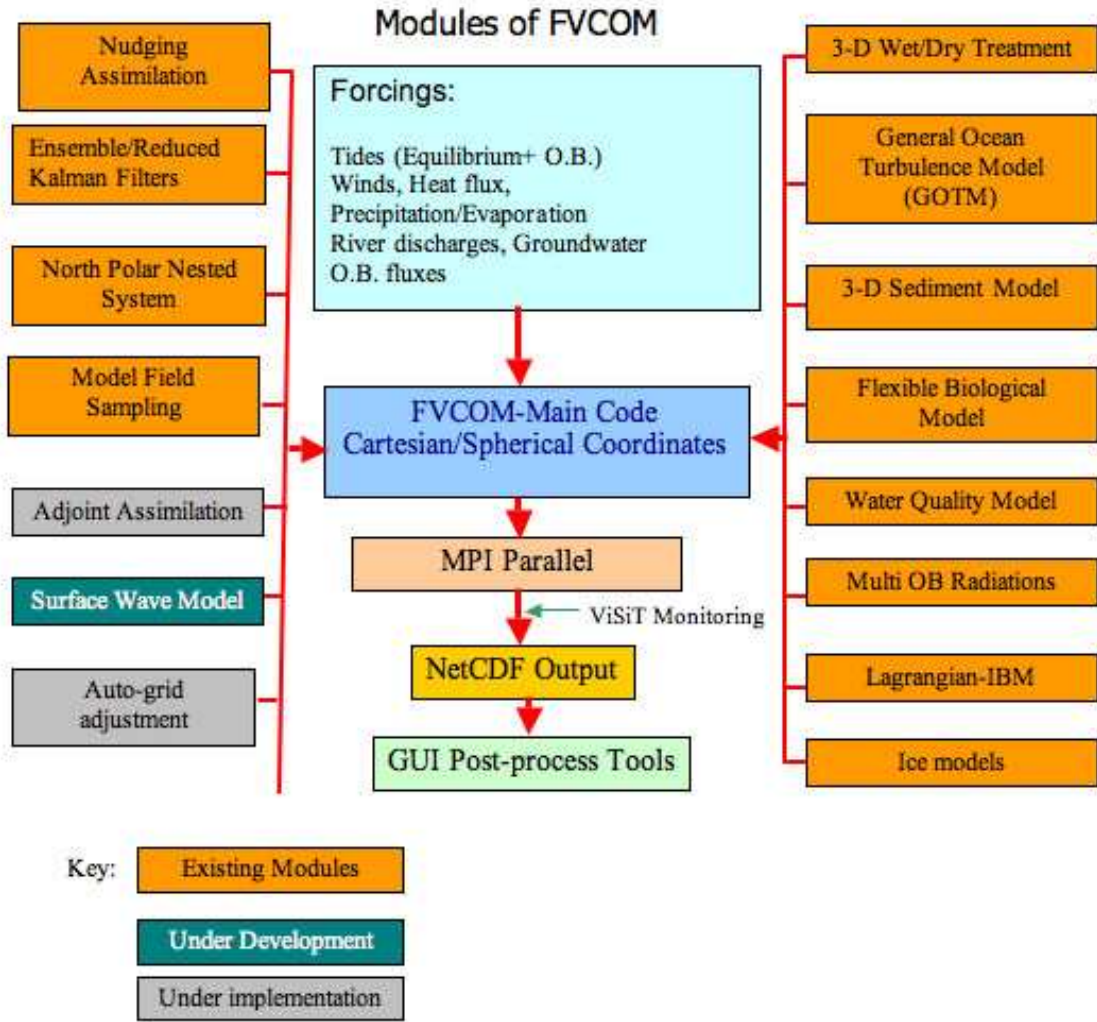 Modules of FVCOM
Nudging
Assimilation
Ensemble/Reduced
Kalman Filters
North Polar Nested
System
Model Field
Sampling
Adjoint Assimilation
Surface Wave Model
Auto-grid
adjustment
Forcings:
Tides (Equilibrium+ O.B.)
Winds, Heat flux,
Precipitation/Evaporation
River discharges, Groundwater
O.B. fluxes
FVCOM-Main Code
Cartesian/Spherical Coordinates
MPI Parallel
ViSiT Monitoring
NetCDF Output
GUI Post-process Tools
3-D Wet/Dry Treatment
General Ocean
Turbulence Model
(GOTM)
3-D Sediment Model
Flexible Biological
Model
Water Quality Model
Multi OB Radiations
Lagrangian-IBM
Ice models
Key:
Existing Modules
Under Development
Under implementation